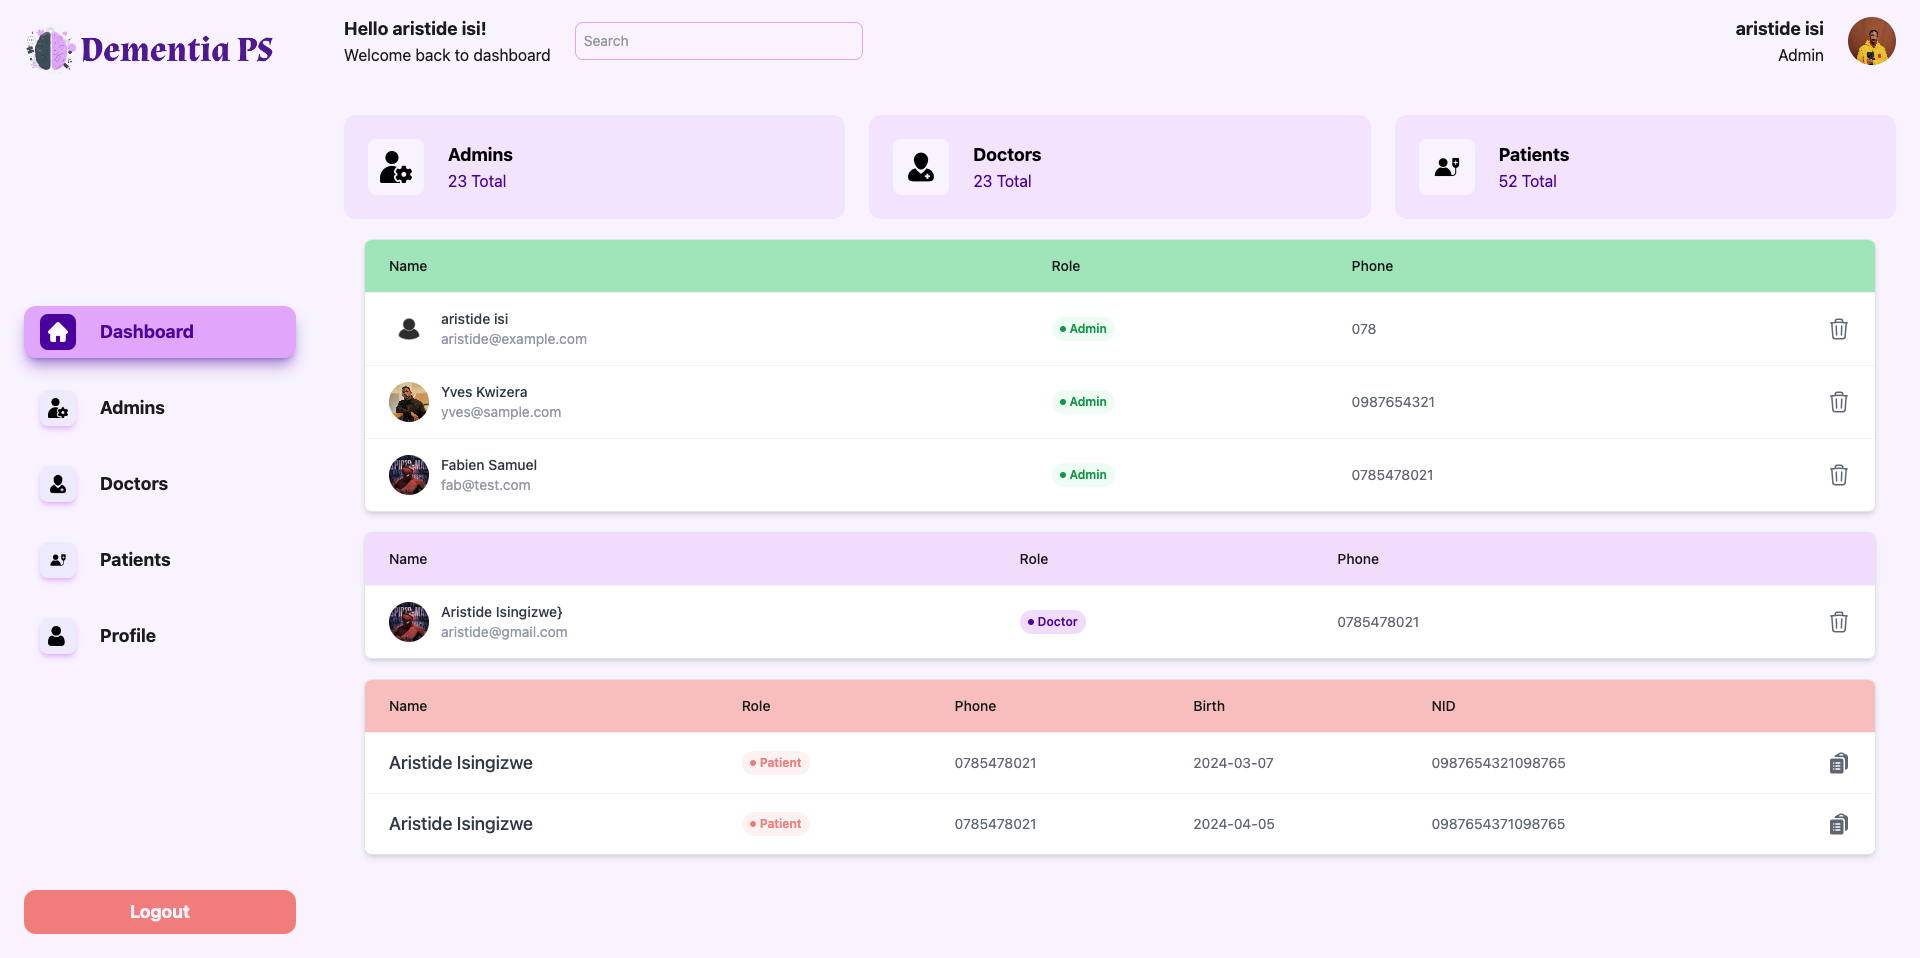 Dementia PS
Hello aristide isi!
Welcome back to dashboard
Search
aristide isi
Admin
Admins
23 Total
Doctors
23 Total
Patients
52 Total
Dashboard
Admins
Doctors
Patients
Profile
Logout
Name Role Phone
aristide isi
aristide@example.com
Admin
078
Yves Kwizera
yves@sample.com
Admin
0987654321
Fabien Samuel
fab@test.com
Admin
0785478021
Name Role Phone
Aristide Isingizwe}
aristide@gmail.com
Doctor
0785478021
Name Role Phone Birth NID
Aristide Isingizwe Patient 0785478021 2024-03-07 0987654321098765
Aristide Isingizwe Patient 0785478021 2024-04-05 0987654371098765